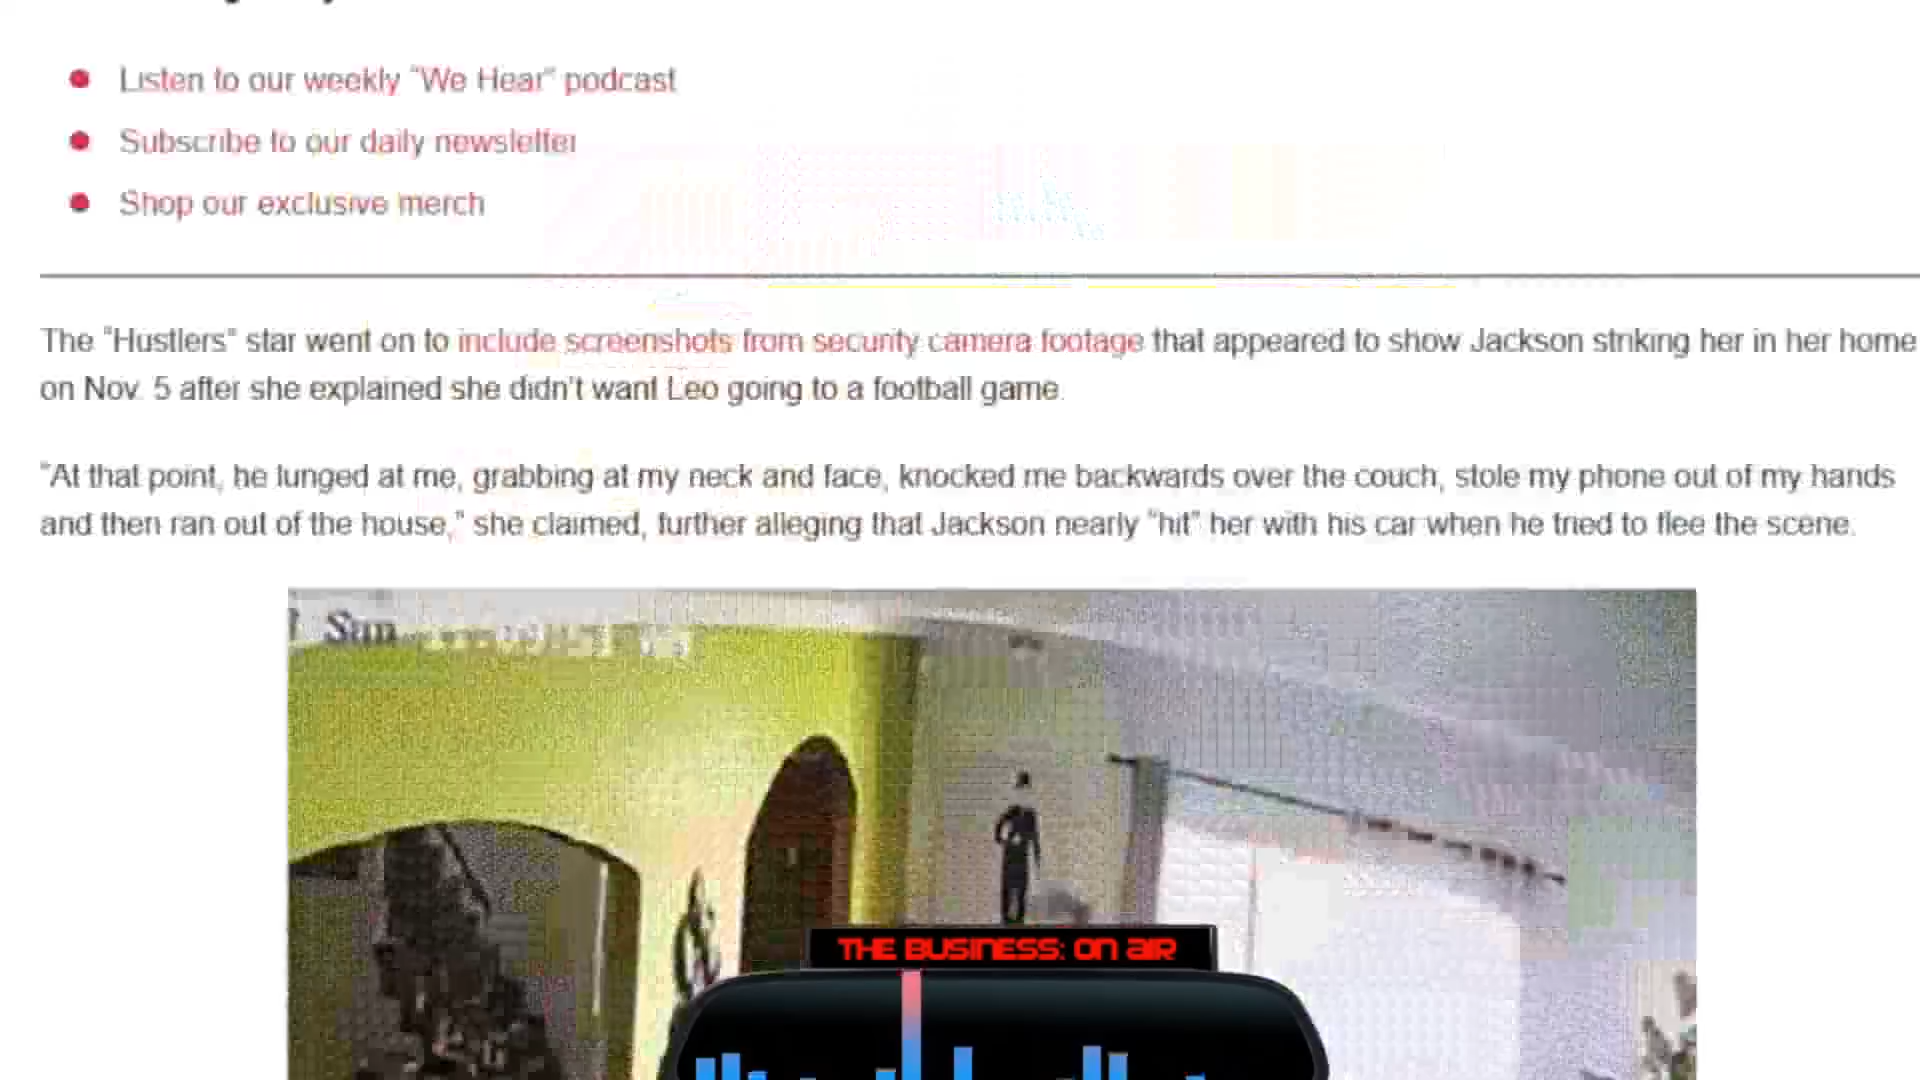 Listen to our weekly "We Hear" podcast
Subscribe to our daily newsletter
Shop our exclusive merch
The "Hustlers" star went on to include screenshots from security camera footage that appeared to show Jackson striking her in her home
on Nov. 5 after she explained she didn't want Leo going to a football game.
"At that point, he lunged at me, grabbing at my neck and face, knocked me backwards over the couch, stole my phone out of my hands
and then ran out of the house," she claimed, further alleging that Jackson nearly "hit" her with his car when he tried to flee the scene.
Sun
THE BUSINESS: ON AIR